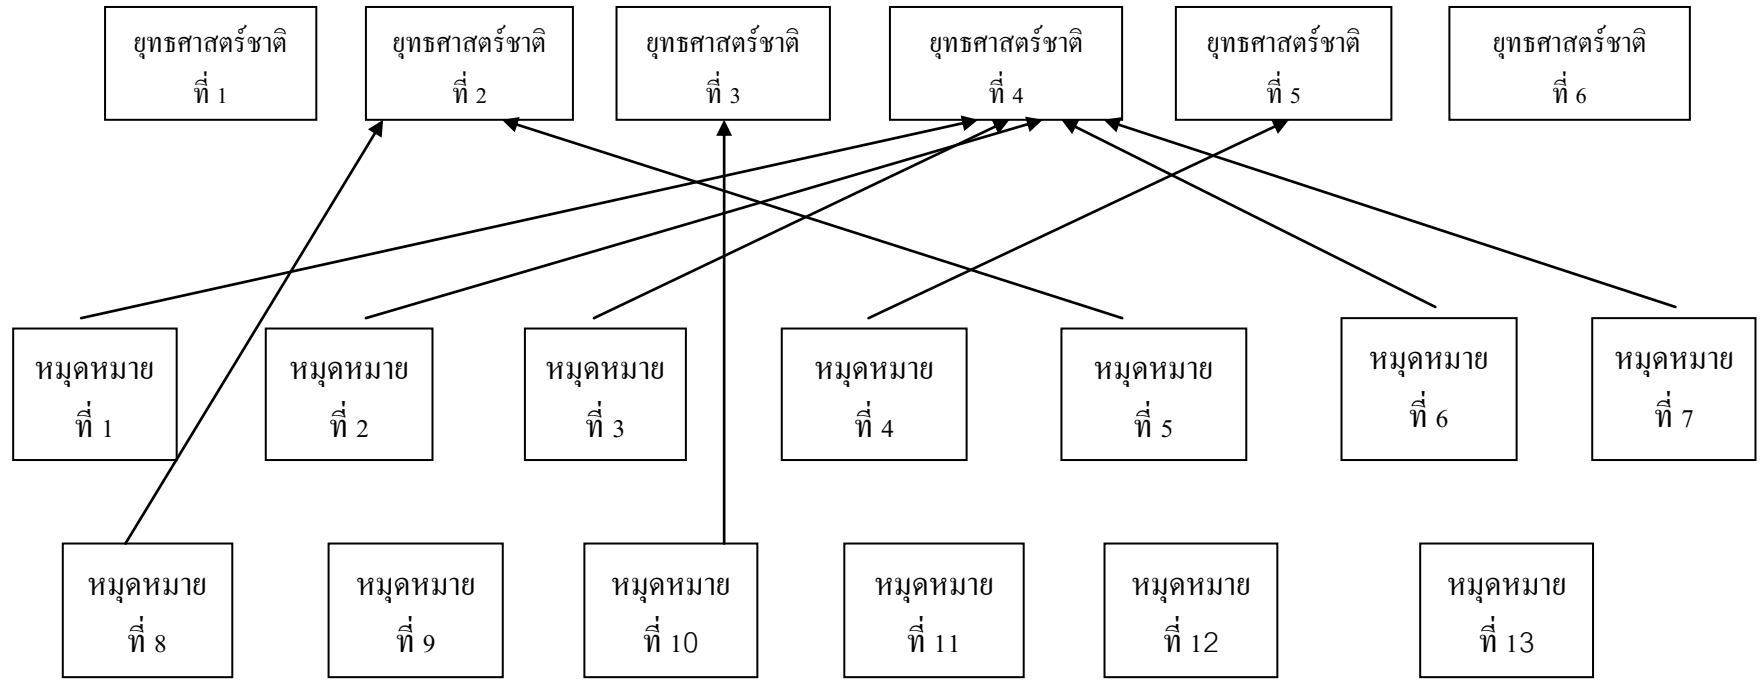 ยุทธศาสตร์ชาติ
ที่ 1
ยุทธศาสตร์ชาติ
ที่ 2
ยุทธศาสตร์ชาติ
ที่ 3
ยุทธศาสตร์ชาติ
ที่ 4
ยุทธศาสตร์ชาติ
ที่ 5
ยุทธศาสตร์ชาติ
ที่ 6
หมุดหมาย
ที่ 1
หมุดหมาย
ที่ 2
หมุดหมาย
ที่ 3
หมุดหมาย
ที่ 4
หมุดหมาย
ที่ 5
หมุดหมาย
ที่ 6
หมุดหมาย
ที่ 7
หมุดหมาย
ที่ 8
หมุดหมาย
ที่ 9
หมุดหมาย
ที่ 10
หมุดหมาย
ที่ 11
หมุดหมาย
ที่ 12
หมุดหมาย
ที่ 13